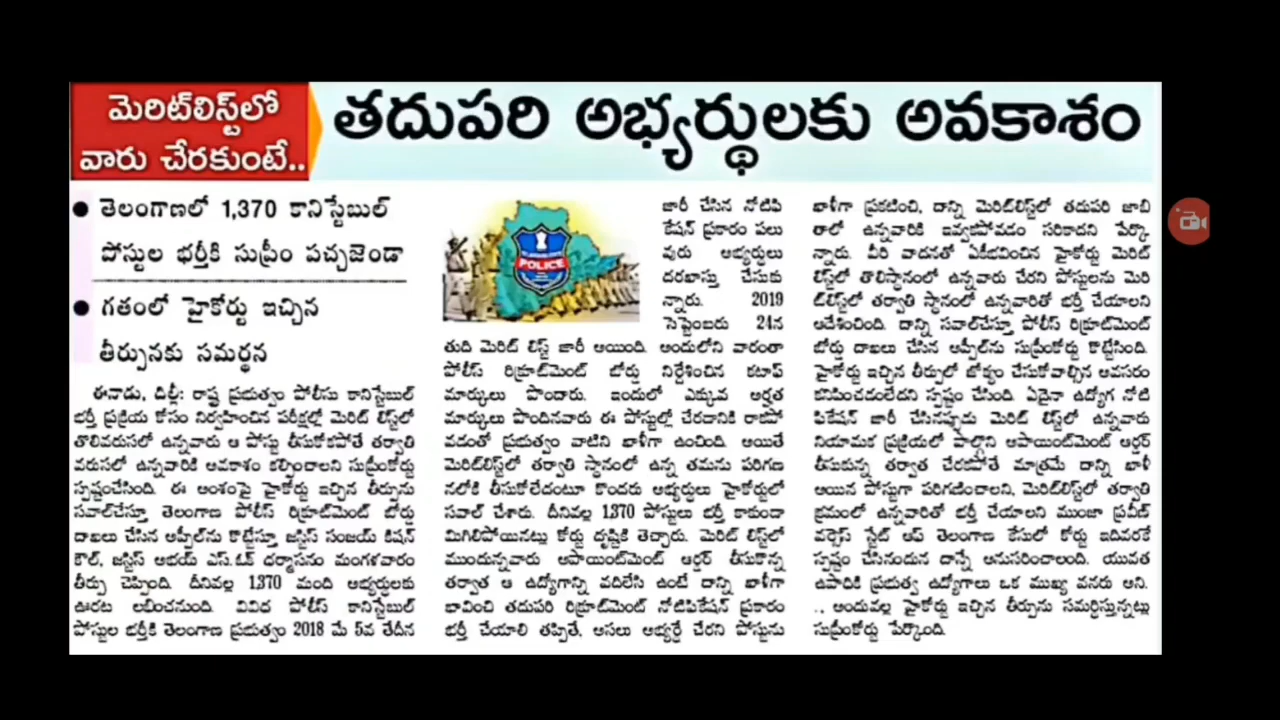 మెరిట్‌లిస్ట్‌లో
వారు చేరకుంటే..
తదుపరి అభ్యర్థులకు అవకాశం
● తెలంగాణలో 1,370 కానిస్టేబుల్
పోస్టుల భర్తీకి సుప్రీం పచ్చజెండా
● గతంలో హైకోర్టు ఇచ్చిన
తీర్పునకు సమర్థన
ఈనాడు, దిల్లీ: రాష్ట్ర ప్రభుత్వం పోలీసు కానిస్టేబుల్
భర్తీ ప్రక్రియ కోసం నిర్వహించిన పరీక్షల్లో మెరిట్ లిస్ట్‌లో
తొలివరుసలో ఉన్నవారు ఆ పోస్టు తీసుకోకపోతే తర్వాతి
వరుసలో ఉన్నవారికి అవకాశం కల్పించాలని సుప్రీంకోర్టు
స్పష్టంచేసింది. ఈ అంశంపై హైకోర్టు ఇచ్చిన తీర్పును
సవాల్‌చేస్తూ తెలంగాణ పోలీస్ రిక్రూట్‌మెంట్ బోర్డు
దాఖలు చేసిన అప్పీల్‌ను కొట్టేస్తూ జస్టిస్ సంజయ్ కిషన్
కౌల్, జస్టిస్ అభయ్ ఎస్.ఓక్ ధర్మాసనం మంగళవారం
తీర్పు చెప్పింది. దీనివల్ల 1,370 మంది అభ్యర్థులకు
ఊరట లభించనుంది. వివిధ పోలీస్ కానిస్టేబుల్
పోస్టుల భర్తీకి తెలంగాణ ప్రభుత్వం 2018 మే 5వ తేదీన
POLICE
జారీ చేసిన నోటిఫి
కేషన్ ప్రకారం పలు
వురు అభ్యర్థులు
దరఖాస్తు చేసుకు
న్నారు. 2019
సెప్టెంబరు 24న
తుది మెరిట్ లిస్ట్ జారీ అయింది. అందులోని వారంతా
పోలీస్ రిక్రూట్‌మెంట్ బోర్డు నిర్దేశించిన కటాఫ్
మార్కులు పొందారు. ఇందులో ఎక్కువ అర్హత
మార్కులు పొందినవారు ఈ పోస్టుల్లో చేరడానికి రాకపో
వడంతో ప్రభుత్వం వాటిని ఖాళీగా ఉంచింది. అయితే
మెరిట్‌లిస్ట్‌లో తర్వాతి స్థానంలో ఉన్న తమను పరిగణ
నలోకి తీసుకోలేదంటూ కొందరు అభ్యర్థులు హైకోర్టులో
సవాల్ చేశారు. దీనివల్ల 1,370 పోస్టులు భర్తీ కాకుండా
మిగిలిపోయినట్లు కోర్టు దృష్టికి తెచ్చారు. మెరిట్ లిస్ట్‌లో
ముందున్నవారు అపాయింట్‌మెంట్ ఆర్డర్ తీసుకొన్న
తర్వాత ఆ ఉద్యోగాన్ని వదిలేసి ఉంటే దాన్ని ఖాళీగా
భావించి తదుపరి రిక్రూట్‌మెంట్ నోటిఫికేషన్ ప్రకారం
భర్తీ చేయాలి తప్పితే, అసలు అభ్యర్థే చేరని పోస్టును
ఖాళీగా ప్రకటించి, దాన్ని మెరిట్‌లిస్ట్‌లో తదుపరి జాబి
తాలో ఉన్నవారికి ఇవ్వకపోవడం సరికాదని పేర్కొ
న్నారు. వీరి వాదనతో ఏకీభవించిన హైకోర్టు మెరిట్
లిస్ట్‌లో తొలిస్థానంలో ఉన్నవారు చేరని పోస్టులను మెరి
ట్‌లిస్ట్‌లో తర్వాతి స్థానంలో ఉన్నవారితో భర్తీ చేయాలని
ఆదేశించింది. దాన్ని సవాల్‌చేస్తూ పోలీస్ రిక్రూట్‌మెంట్
బోర్డు దాఖలు చేసిన అప్పీల్‌ను సుప్రీంకోర్టు కొట్టేసింది.
హైకోర్టు ఇచ్చిన తీర్పులో జోక్యం చేసుకోవాల్సిన అవసరం
కనిపించడంలేదని స్పష్టం చేసింది. ఏదైనా ఉద్యోగ నోటి
ఫికేషన్ జారీ చేసినప్పుడు మెరిట్ లిస్ట్‌లో ఉన్నవారు
నియామక ప్రక్రియలో పాల్గొని అపాయింట్‌మెంట్ ఆర్డర్
తీసుకున్న తర్వాత చేరకపోతే మాత్రమే దాన్ని ఖాళీ
అయిన పోస్టుగా పరిగణించాలని, మెరిట్‌లిస్ట్‌లో తర్వాతి
క్రమంలో ఉన్నవారితో భర్తీ చేయాలని ముంజా ప్రవీణ్
వర్సెస్ స్టేట్ ఆఫ్ తెలంగాణ కేసులో కోర్టు ఇదివరకే
స్పష్టం చేసినందున దాన్నే అనుసరించాలంది. యువత
ఉపాధికి ప్రభుత్వ ఉద్యోగాలు ఒక ముఖ్య వనరు అని.
., అందువల్ల హైకోర్టు ఇచ్చిన తీర్పును సమర్థిస్తున్నట్లు
సుప్రీంకోర్టు పేర్కొంది.